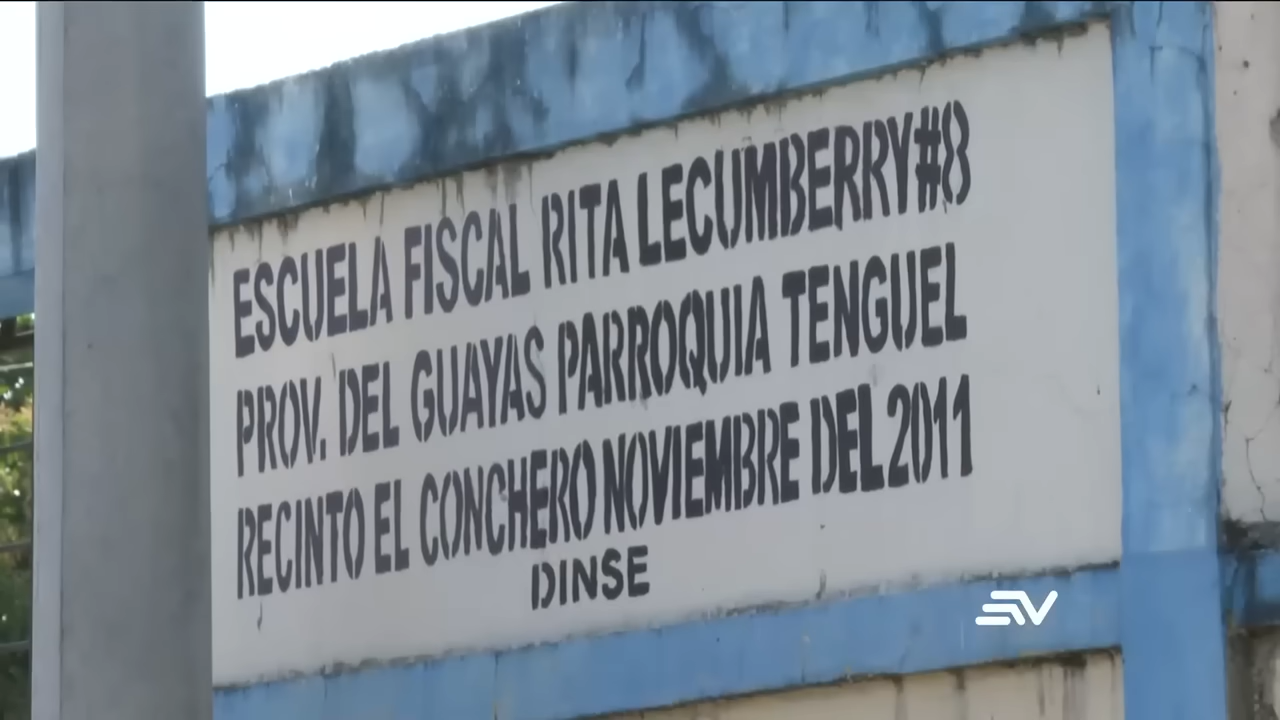 ESCUELA FISCAL RITA LECUMBERRY #8
PROV. DEL GUAYAS PARROQUIA TENGUEL
RECINTO EL CONCHERO NOVIEMBRE DEL 2011
DINSE